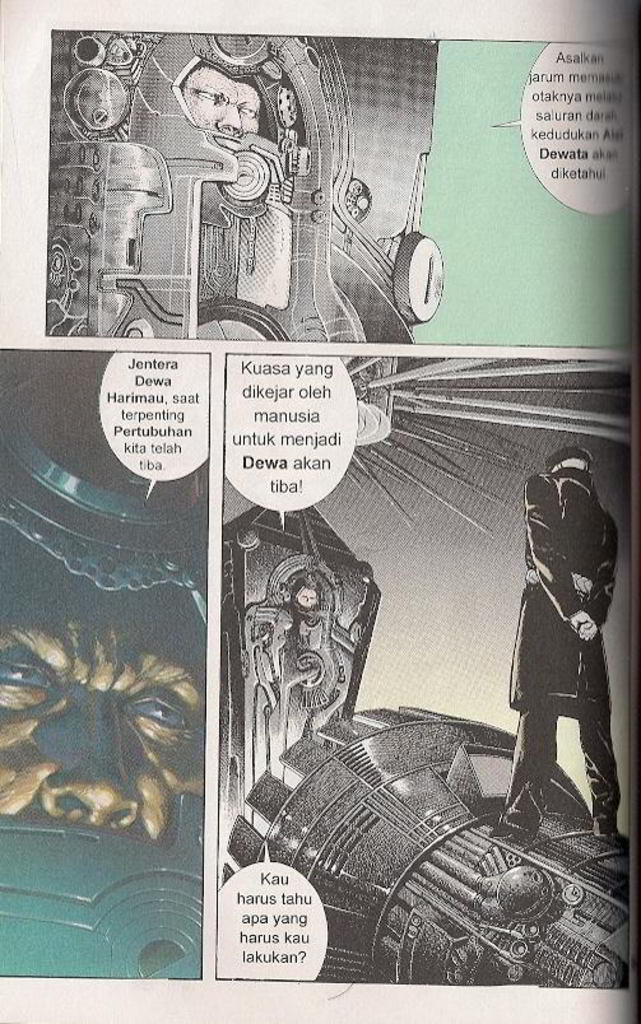 Asalkan
jarum memasuk
otaknya melalui
saluran darah
kedudukan Alat
Dewata akan
diketahui
Jentera
Dewa
Harimau, saat
terpenting
Pertubuhan
kita telah
tiba.
Kuasa yang
dikejar oleh
manusia
untuk menjadi
Dewa akan
tiba!
Kau
harus tahu
apa yang
harus kau
lakukan?